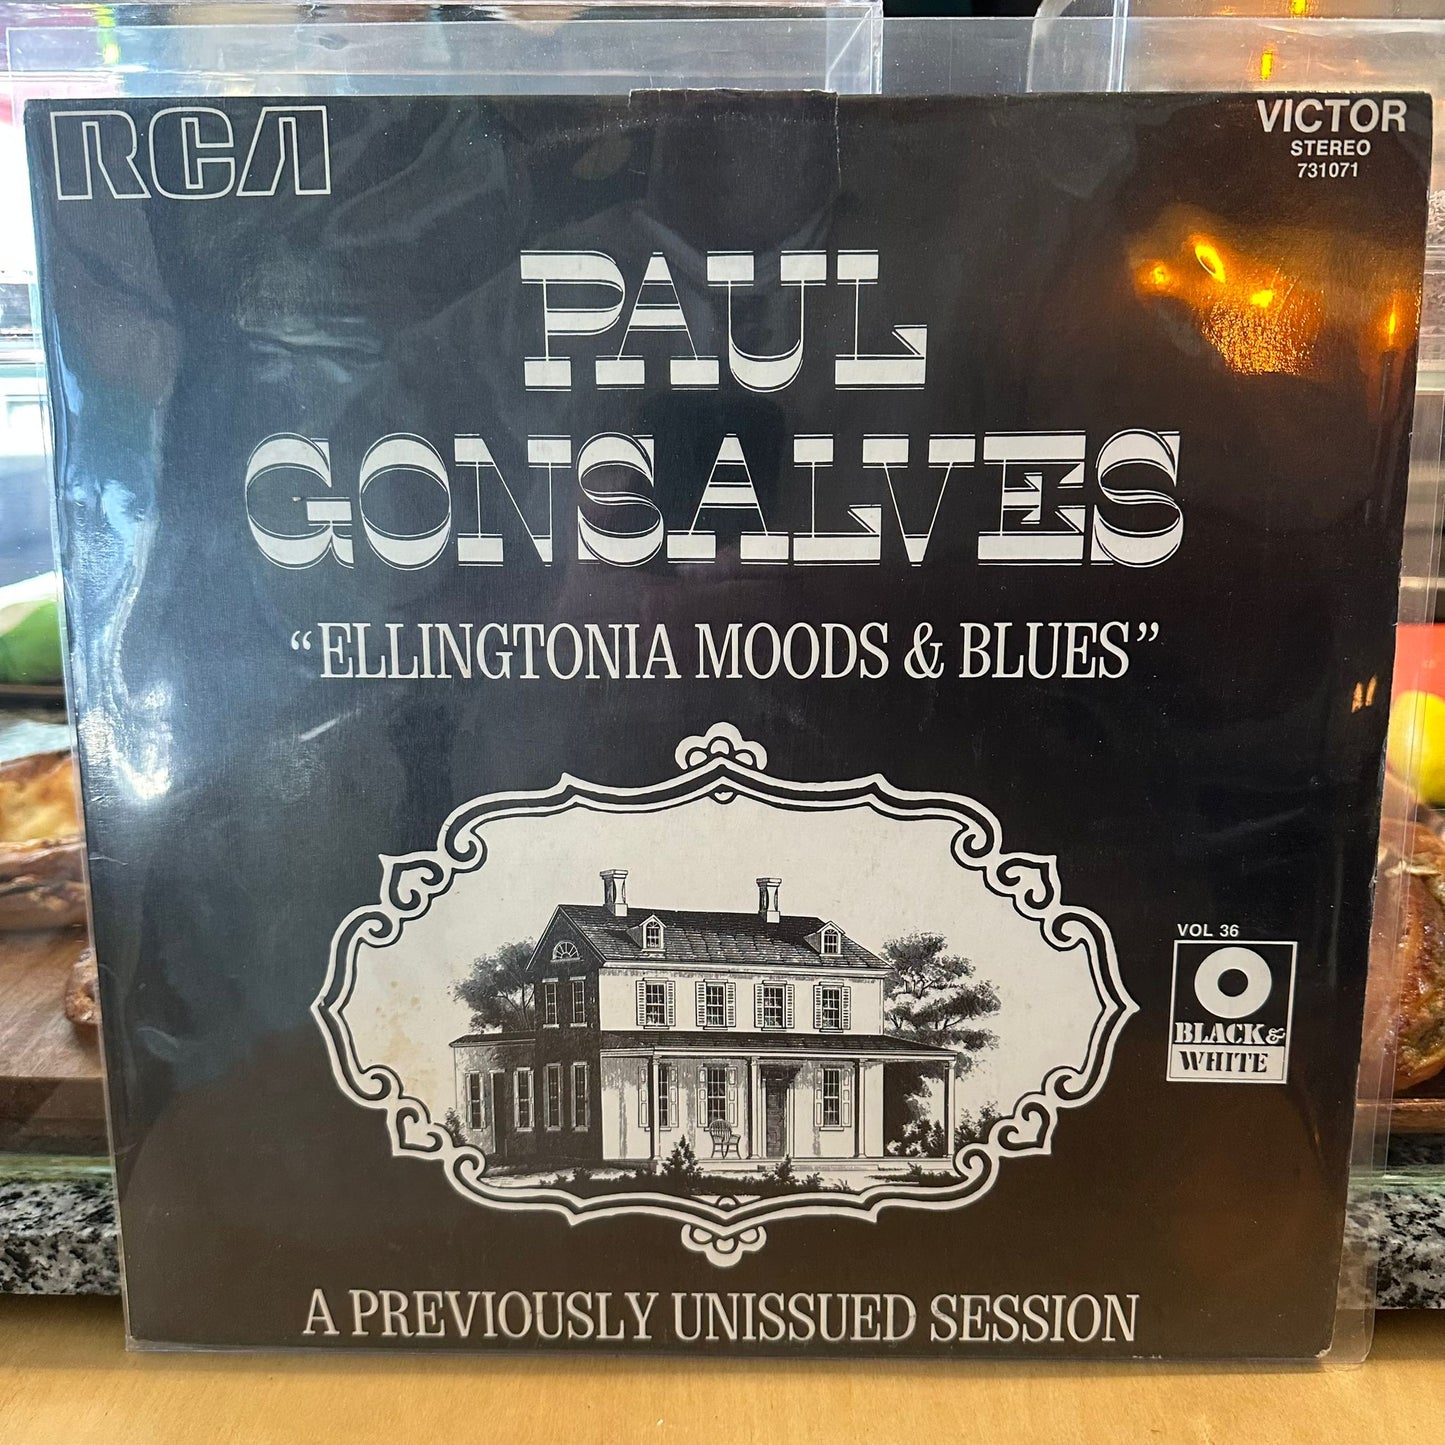 RCA
VICTOR
STEREO
731071
PAUL
GONSALVES
“ELLINGTONIA MOODS & BLUES”
VOL 36
BLACK &
WHITE
A PREVIOUSLY UNISSUED SESSION